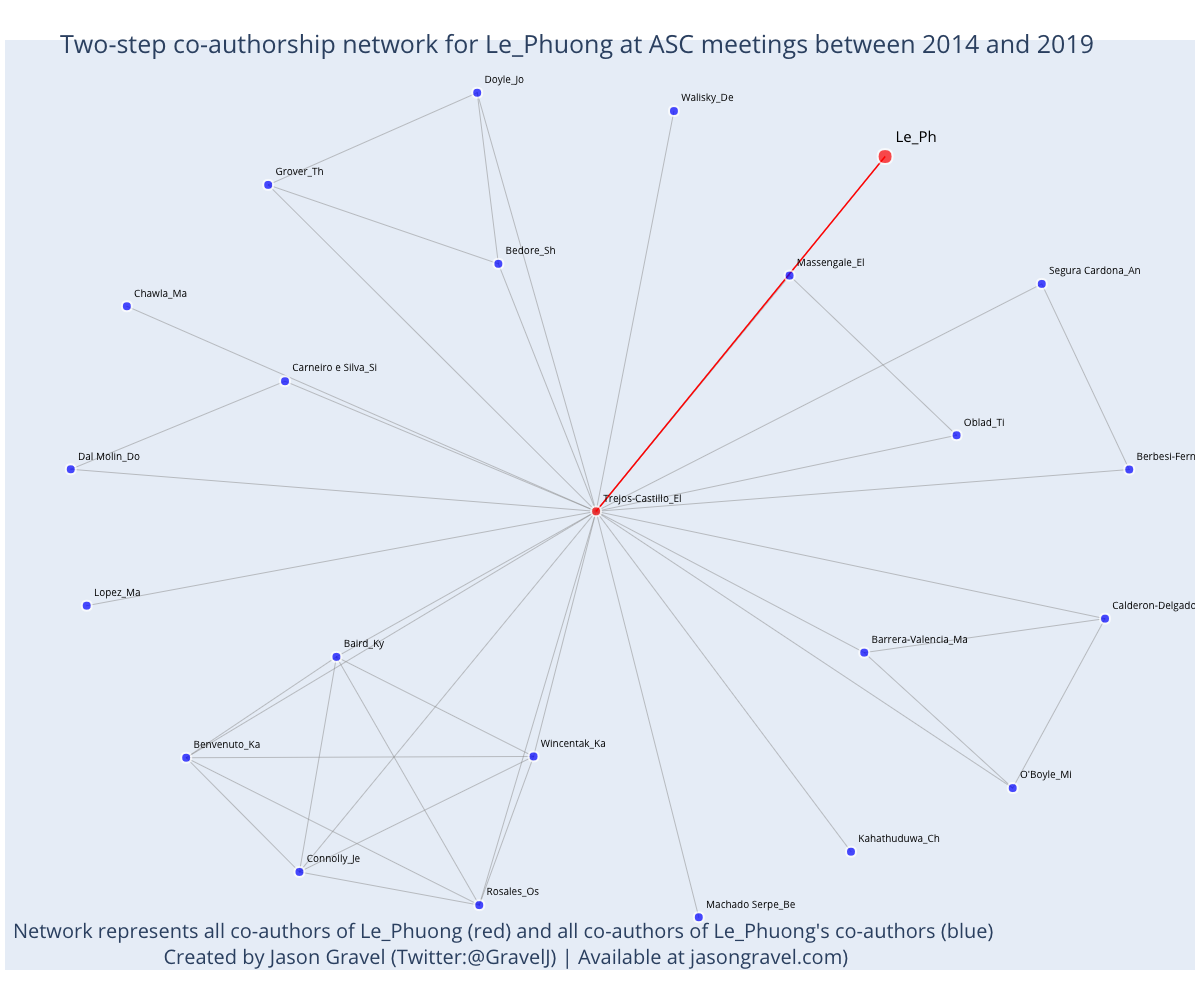 Two-step co-authorship network for Le_Phuong at ASC meetings between 2014 and 2019
Doyle_Jo
Walisky_De
Le_Ph
Grover_Th
Bedore_Sh
Massengale_El
Segura Cardona_An
Chawla_Ma
Carneiro e Silva_Si
Oblad_Ti
Dal Molin_Do
Berbesi-Fern
Trejos-Castillo_El
Lopez_Ma
Calderon-Delgado
Barrera-Valencia_Ma
Baird_Ky
Benvenuto_Ka
Wincentak_Ka
O'Boyle_Mi
Kahathuduwa_Ch
Connolly_Je
Rosales_Os
Machado Serpe_Be
Network represents all co-authors of Le_Phuong (red) and all co-authors of Le_Phuong's co-authors (blue)
Created by Jason Gravel (Twitter:@GravelJ) | Available at jasongravel.com)